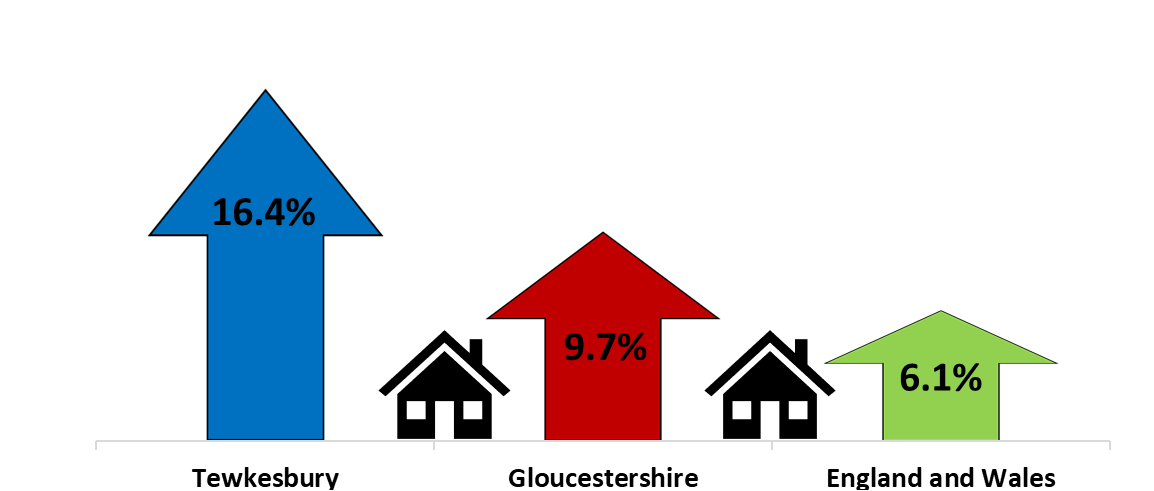 16.4%
9.7%
6.1%
Tewkesbury
Gloucestershire
England and Wales